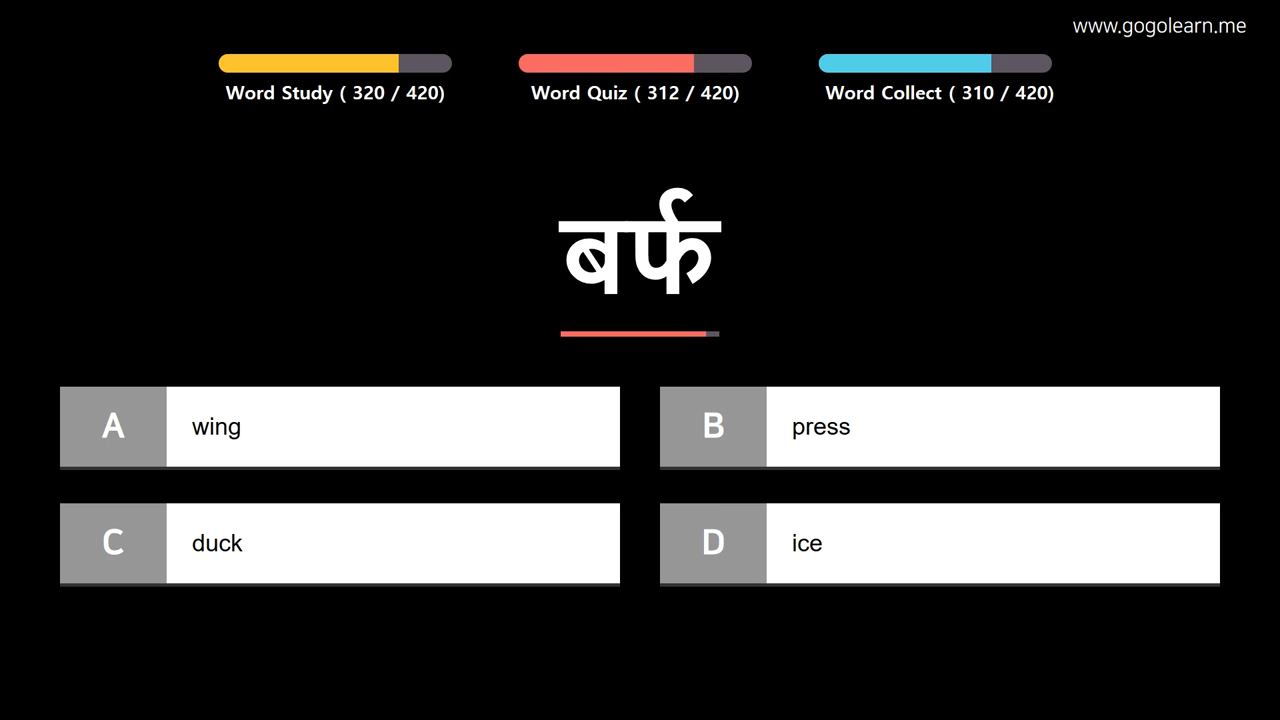 www.gogolearn.me
Word Study ( 320 / 420)
Word Quiz ( 312 / 420)
Word Collect ( 310 / 420)
बर्फ
A wing
B press
C duck
D ice